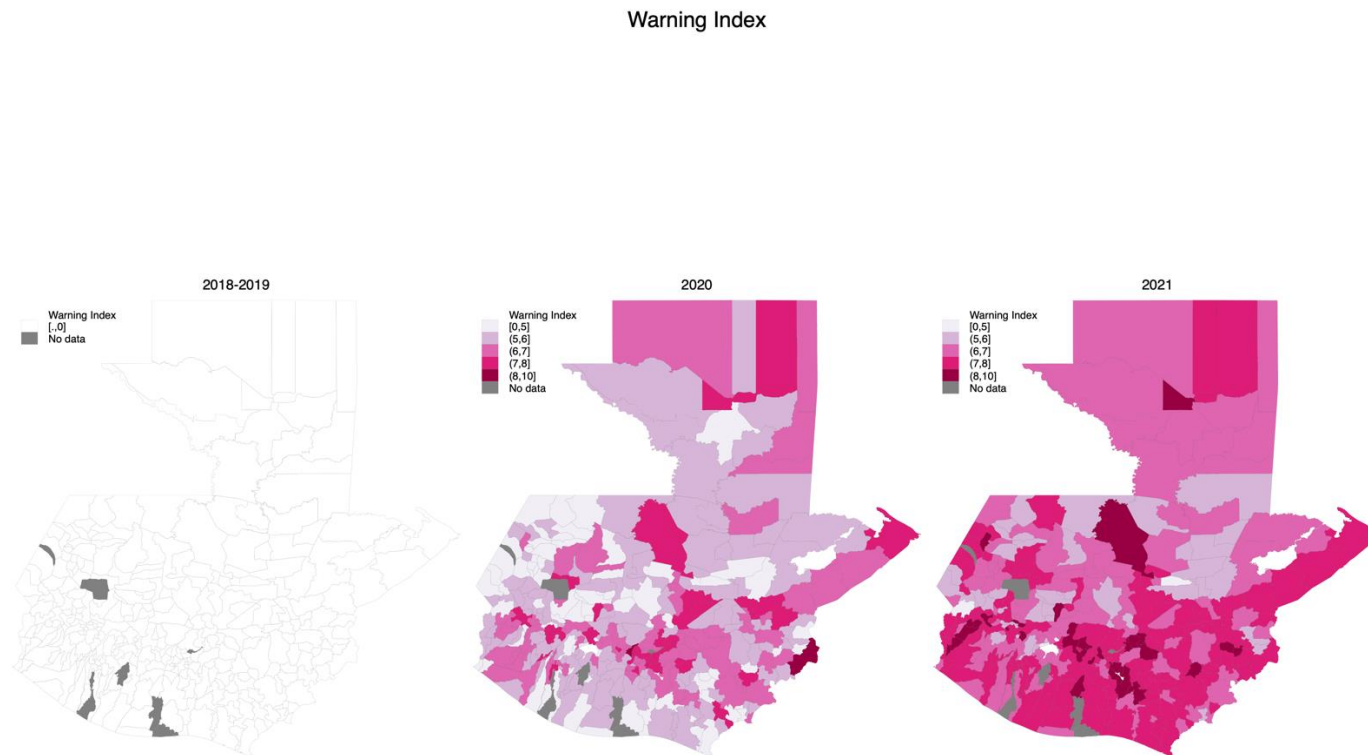 Warning Index
2018-2019
Warning Index
[.,0]
No data
2020
Warning Index
[0,5]
(5,6]
(6,7]
(7,8]
(8,10]
No data
2021
Warning Index
[0,5]
(5,6]
(6,7]
(7,8]
(8,10]
No data